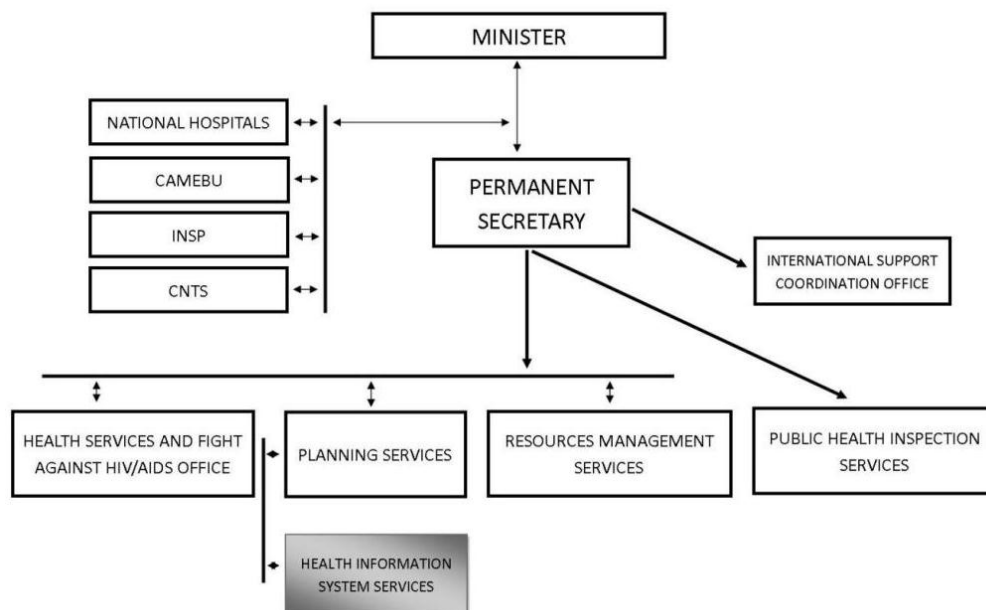 MINISTER
NATIONAL HOSPITALS
CAMEBU
INSP
CNTS
PERMANENT
SECRETARY
INTERNATIONAL SUPPORT
COORDINATION OFFICE
HEALTH SERVICES AND FIGHT
AGAINST HIV/AIDS OFFICE
PLANNING SERVICES
RESOURCES MANAGEMENT
SERVICES
PUBLIC HEALTH INSPECTION
SERVICES
HEALTH INFORMATION
SYSTEM SERVICES